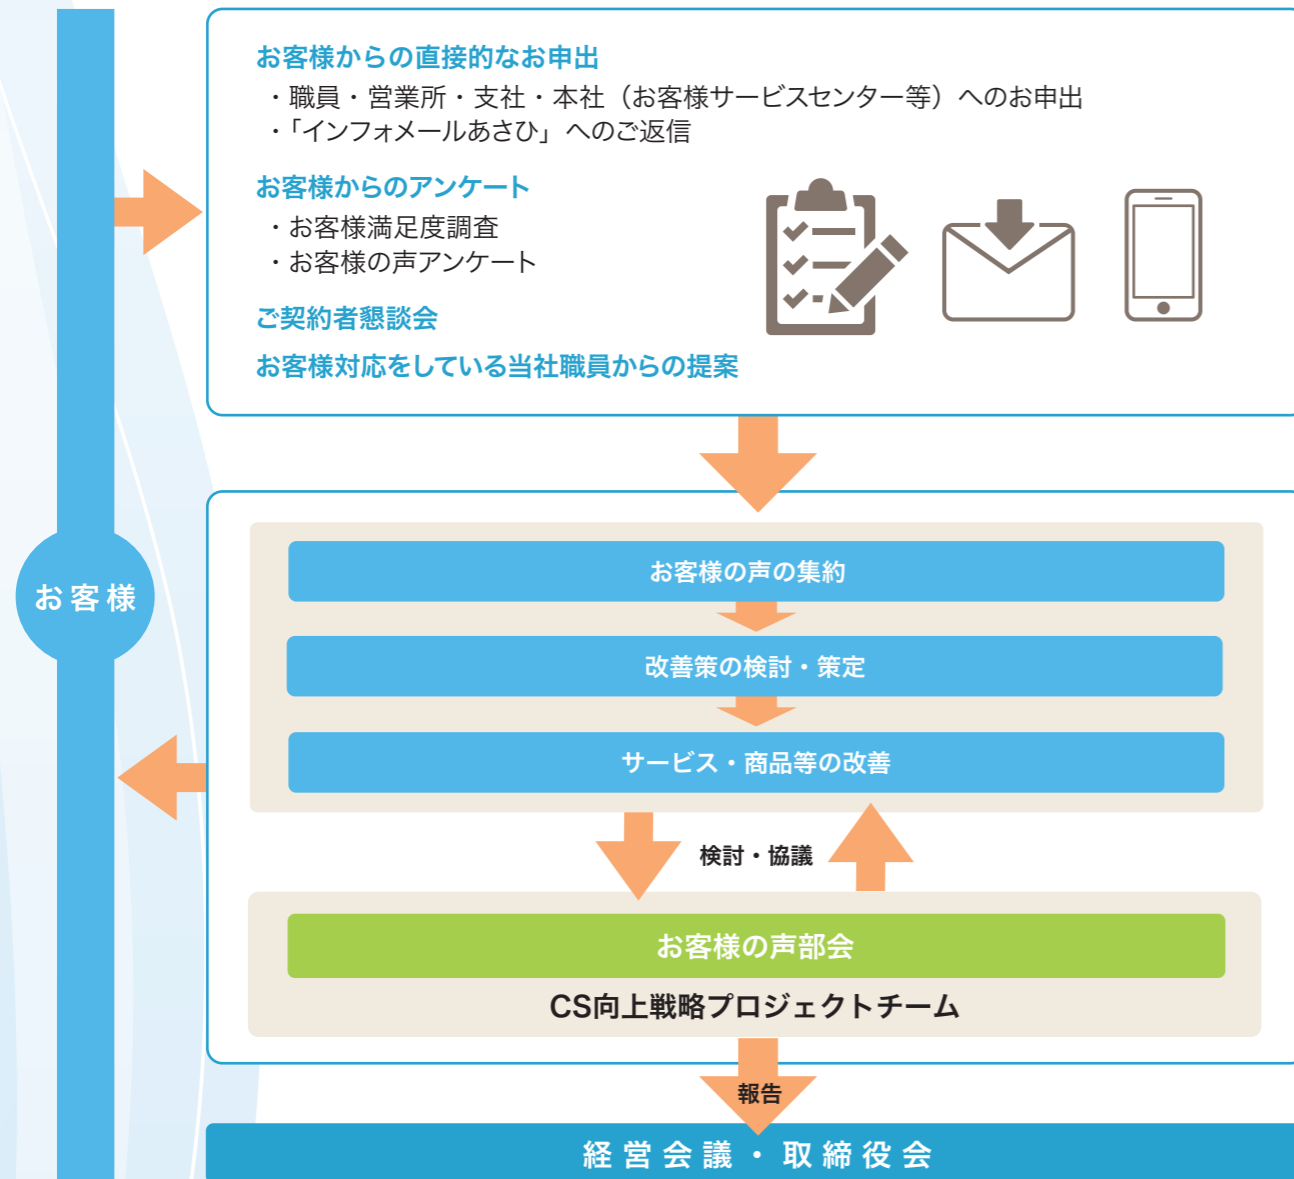 お客様からの直接的なお申出
・職員・営業所・支社・本社（お客様サービスセンター等）へのお申出
・「インフォメールあさひ」へのご返信
お客様からのアンケート
・お客様満足度調査
・お客様の声アンケート
ご契約者懇談会
お客様対応をしている当社職員からの提案
お客様
お客様の声の集約
改善策の検討・策定
サービス・商品等の改善
検討・協議
お客様の声部会
CS向上戦略プロジェクトチーム
報告
経営会議・取締役会